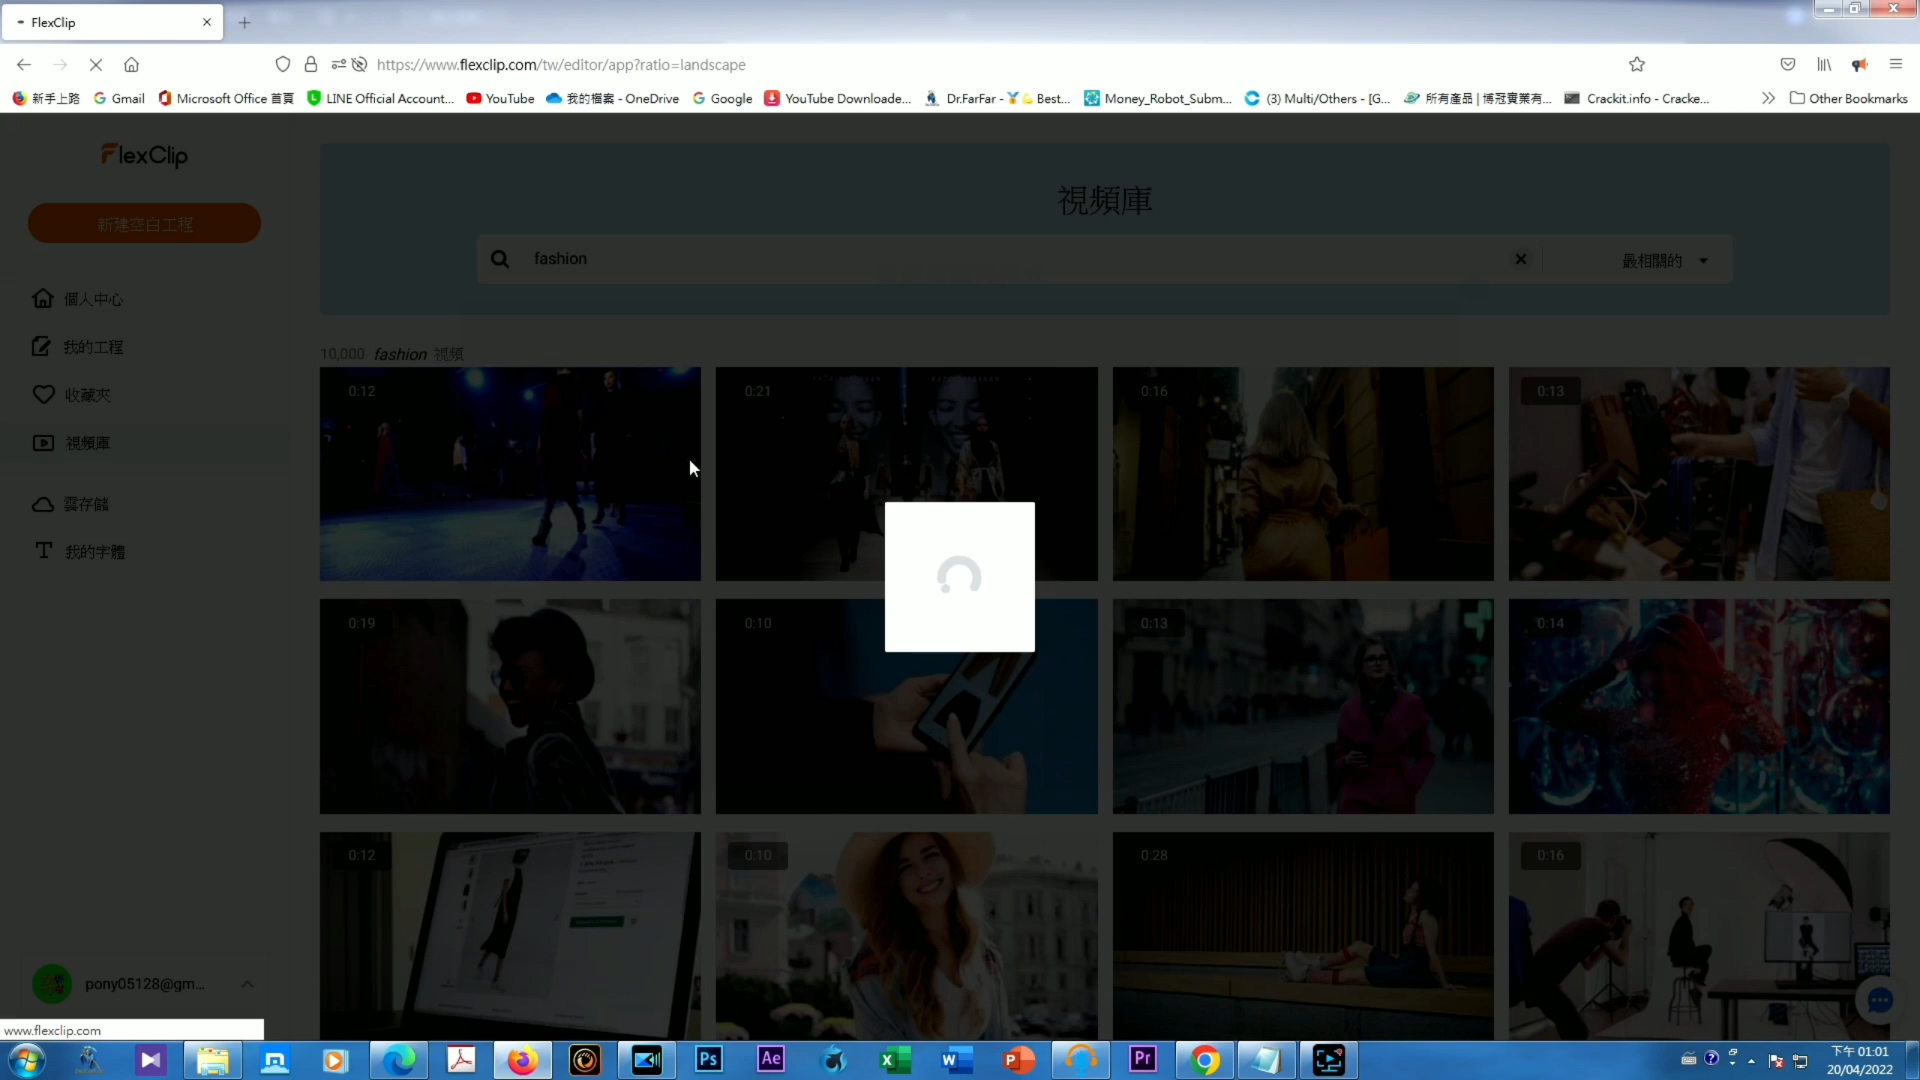 FlexClip
https://www.flexclip.com/tw/editor/app?ratio=landscape
新手上路
Gmail
Microsoft Office 首頁
LINE Official Account...
YouTube
我的檔案 - OneDrive
Google
YouTube Downloade...
Dr.FarFar - 🏅💪 Best...
Money_Robot_Subm...
(3) Multi/Others - [G...
所有產品 | 博冠實業有...
Crackit.info - Cracke...
Other Bookmarks
FlexClip
新建空白工程
個人中心
我的工程
收藏夾
視頻庫
雲存儲
我的字體
pony05128@gm...
www.flexclip.com
視頻庫
fashion
最相關的
10,000 fashion 視頻
0:12
0:21
0:16
0:13
0:19
0:10
0:13
0:14
0:12
0:10
0:28
0:16
Ps
Ae
Pr
下午 01:01
20/04/2022